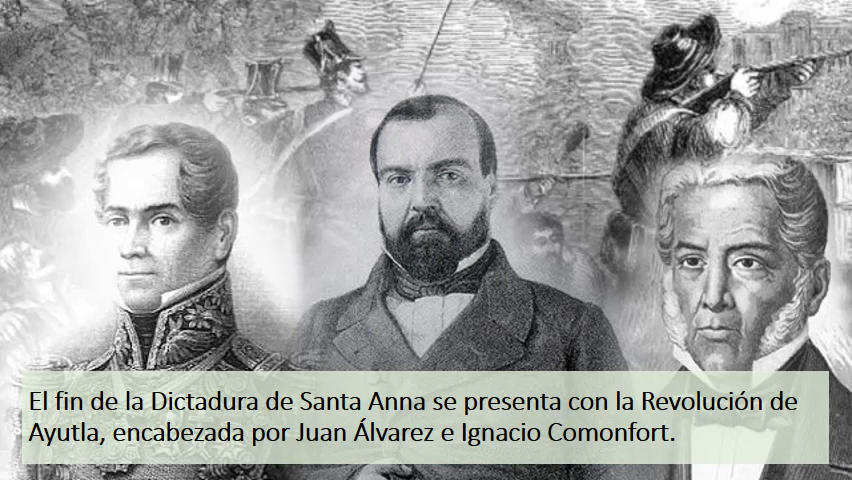 El fin de la Dictadura de Santa Anna se presenta con la Revolución de
Ayutla, encabezada por Juan Álvarez e Ignacio Comonfort.